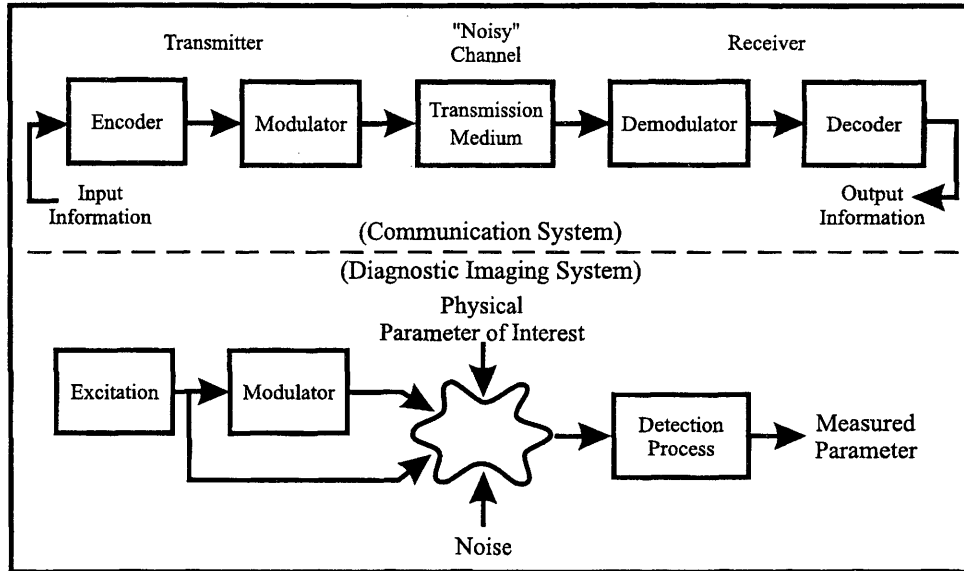 Transmitter
"Noisy"
Channel
Receiver
Encoder
Modulator
Transmission
Medium
Demodulator
Decoder
Input
Information
Output
Information
(Communication System)
(Diagnostic Imaging System)
Physical
Parameter of Interest
Excitation
Modulator
Detection
Process
Measured
Parameter
Noise